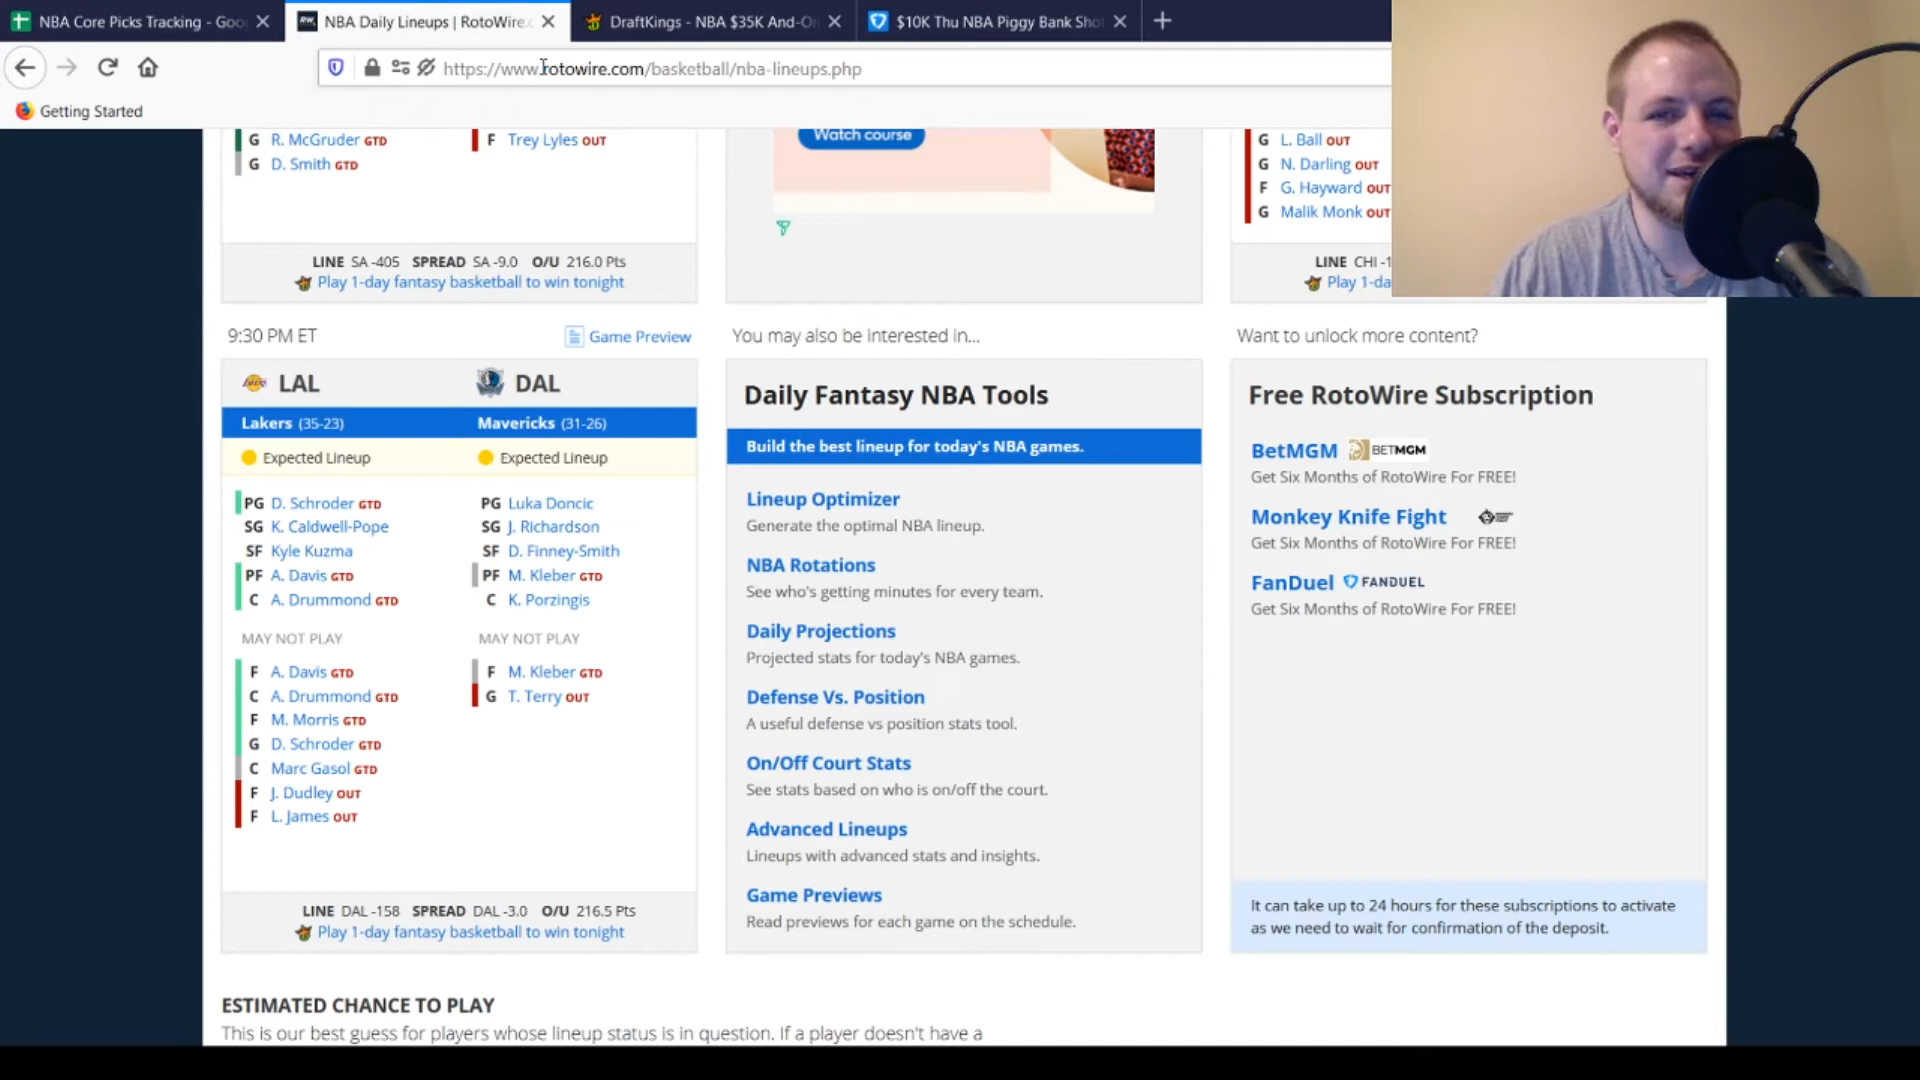 NBA Core Picks Tracking - Goo
NBA Daily Lineups | RotoWire.c
DraftKings - NBA $35K And-On
$10K Thu NBA Piggy Bank Shot
https://www.rotowire.com/basketball/nba-lineups.php
Getting Started
G R. McGruder GTD
G D. Smith GTD
F Trey Lyles OUT
LINE SA -405 SPREAD SA -9.0 O/U 216.0 Pts
Play 1-day fantasy basketball to win tonight
Watch course
G L. Ball OUT
G N. Darling OUT
F G. Hayward OUT
G Malik Monk OUT
LINE CHI -1
Play 1-da
9:30 PM ET
Game Preview
LAL
DAL
Lakers (35-23)
Mavericks (31-26)
Expected Lineup
Expected Lineup
PG D. Schroder GTD
SG K. Caldwell-Pope
SF Kyle Kuzma
PF A. Davis GTD
C A. Drummond GTD
PG Luka Doncic
SG J. Richardson
SF D. Finney-Smith
PF M. Kleber GTD
C K. Porzingis
MAY NOT PLAY
F A. Davis GTD
C A. Drummond GTD
F M. Morris GTD
G D. Schroder GTD
C Marc Gasol GTD
F J. Dudley OUT
F L. James OUT
MAY NOT PLAY
F M. Kleber GTD
G T. Terry OUT
LINE DAL -158 SPREAD DAL -3.0 O/U 216.5 Pts
Play 1-day fantasy basketball to win tonight
You may also be interested in...
Daily Fantasy NBA Tools
Build the best lineup for today's NBA games.
Lineup Optimizer
Generate the optimal NBA lineup.
NBA Rotations
See who's getting minutes for every team.
Daily Projections
Projected stats for today's NBA games.
Defense Vs. Position
A useful defense vs position stats tool.
On/Off Court Stats
See stats based on who is on/off the court.
Advanced Lineups
Lineups with advanced stats and insights.
Game Previews
Read previews for each game on the schedule.
Want to unlock more content?
Free RotoWire Subscription
BetMGM BETMGM
Get Six Months of RotoWire For FREE!
Monkey Knife Fight
Get Six Months of RotoWire For FREE!
FanDuel FANDUEL
Get Six Months of RotoWire For FREE!
It can take up to 24 hours for these subscriptions to activate
as we need to wait for confirmation of the deposit.
ESTIMATED CHANCE TO PLAY
This is our best guess for players whose lineup status is in question. If a player doesn't have a